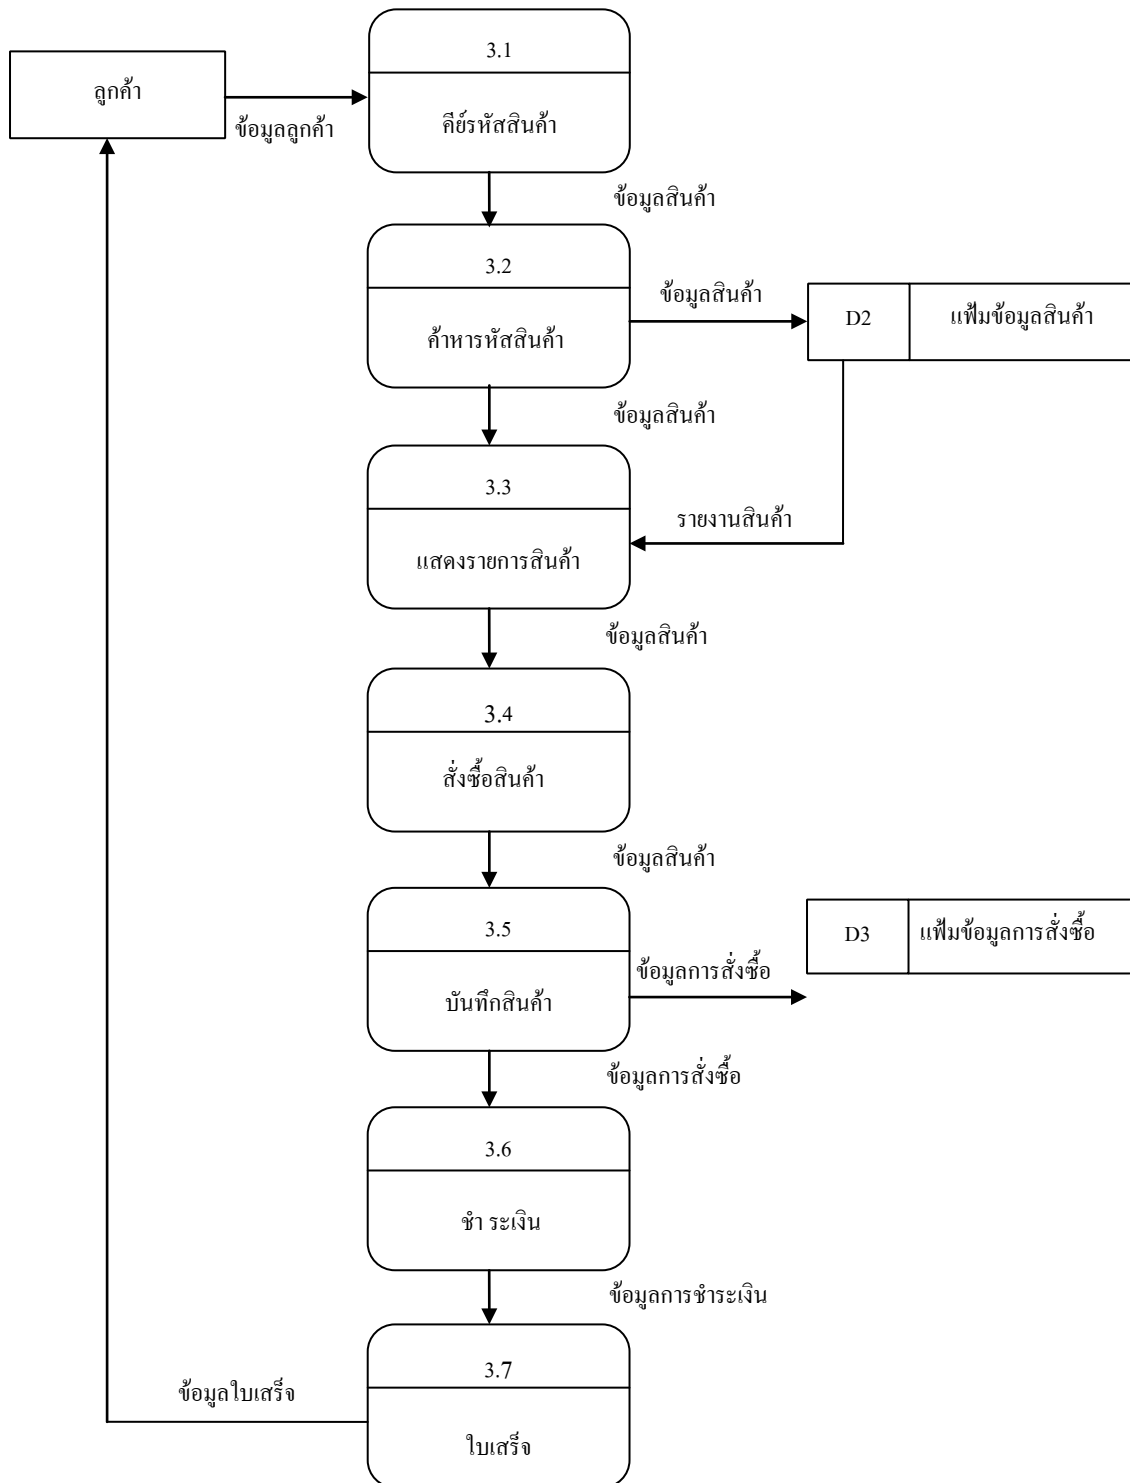 3.1
ลูกค้า
คีย์รหัสสินค้า
ข้อมูลลูกค้า
ข้อมูลสินค้า
3.2
ข้อมูลสินค้า
D2 แฟ้มข้อมูลสินค้า
ค้าหารหัสสินค้า
ข้อมูลสินค้า
3.3
รายงานสินค้า
แสดงรายการสินค้า
ข้อมูลสินค้า
3.4
สั่งซื้อสินค้า
ข้อมูลสินค้า
3.5
D3 แฟ้มข้อมูลการสั่งซื้อ
ข้อมูลการสั่งซื้อ
บันทึกสินค้า
ข้อมูลการสั่งซื้อ
3.6
ชำ ระเงิน
ข้อมูลการชำระเงิน
3.7
ข้อมูลใบเสร็จ
ใบเสร็จ